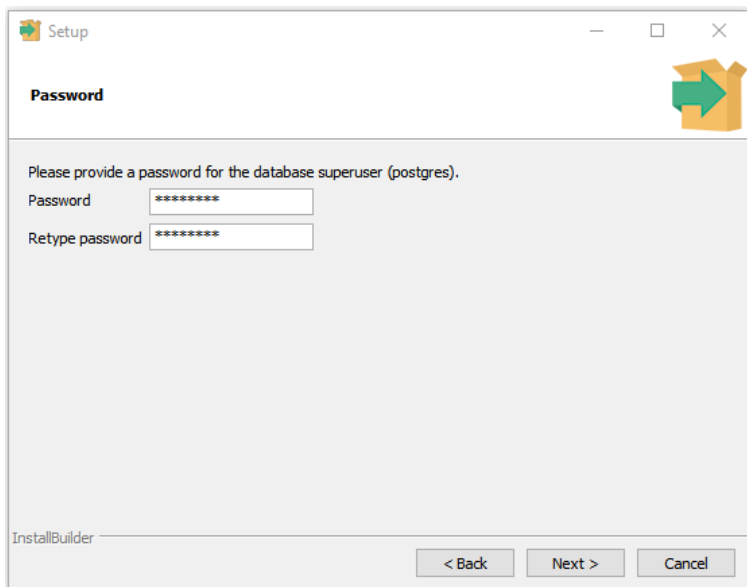 Setup
Password
Please provide a password for the database superuser (postgres).
Password ********
Retype password ********
InstallBuilder
< Back Next > Cancel